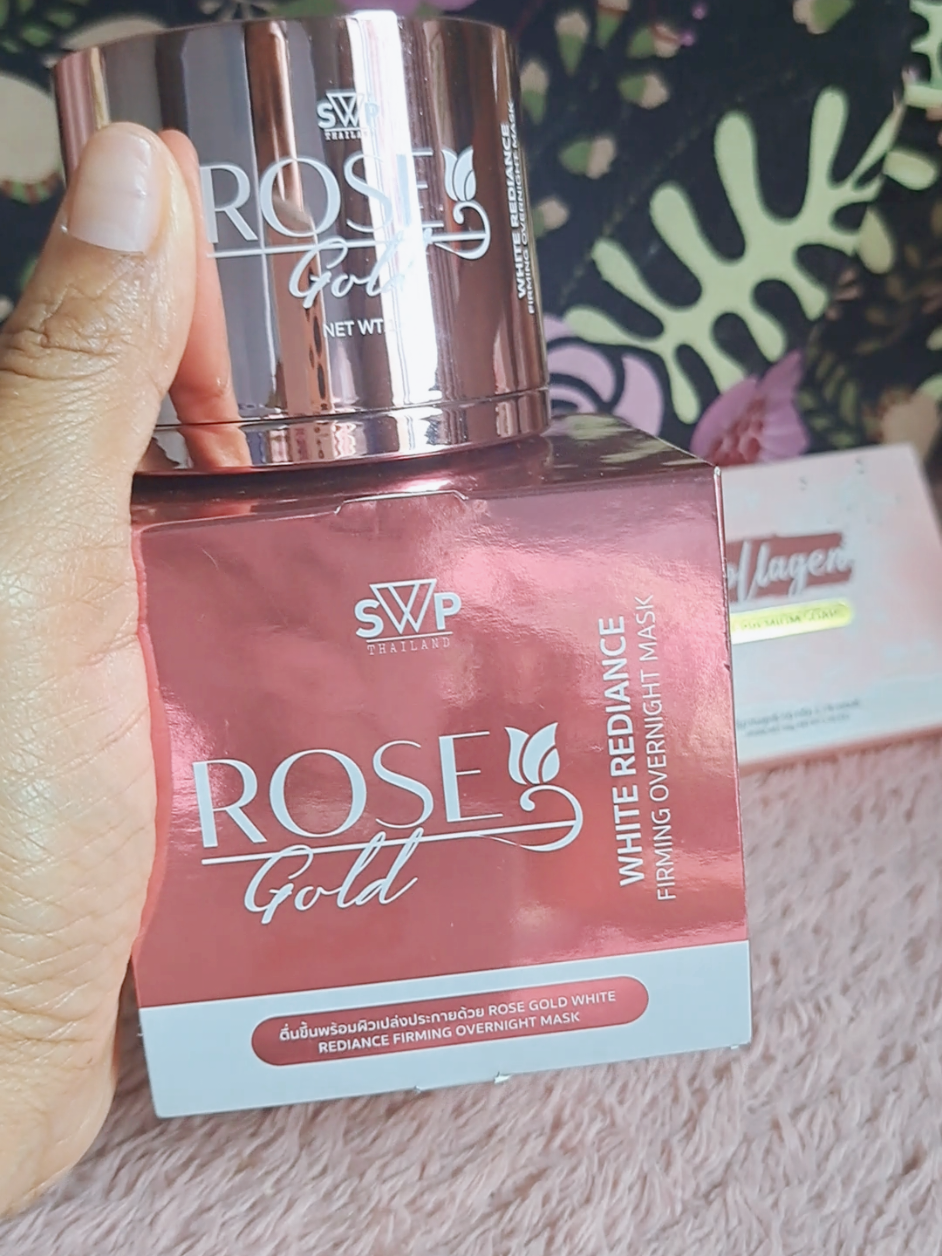 SWP
THAILAND
ROSE
Gold
NET WT.
WHITE REDIANCE
FIRMING OVERNIGHT MASK
SWP
THAILAND
ROSE
Gold
WHITE REDIANCE
FIRMING OVERNIGHT MASK
ตื่นขึ้นพร้อมผิวเปล่งประกายด้วย ROSE GOLD WHITE
REDIANCE FIRMING OVERNIGHT MASK